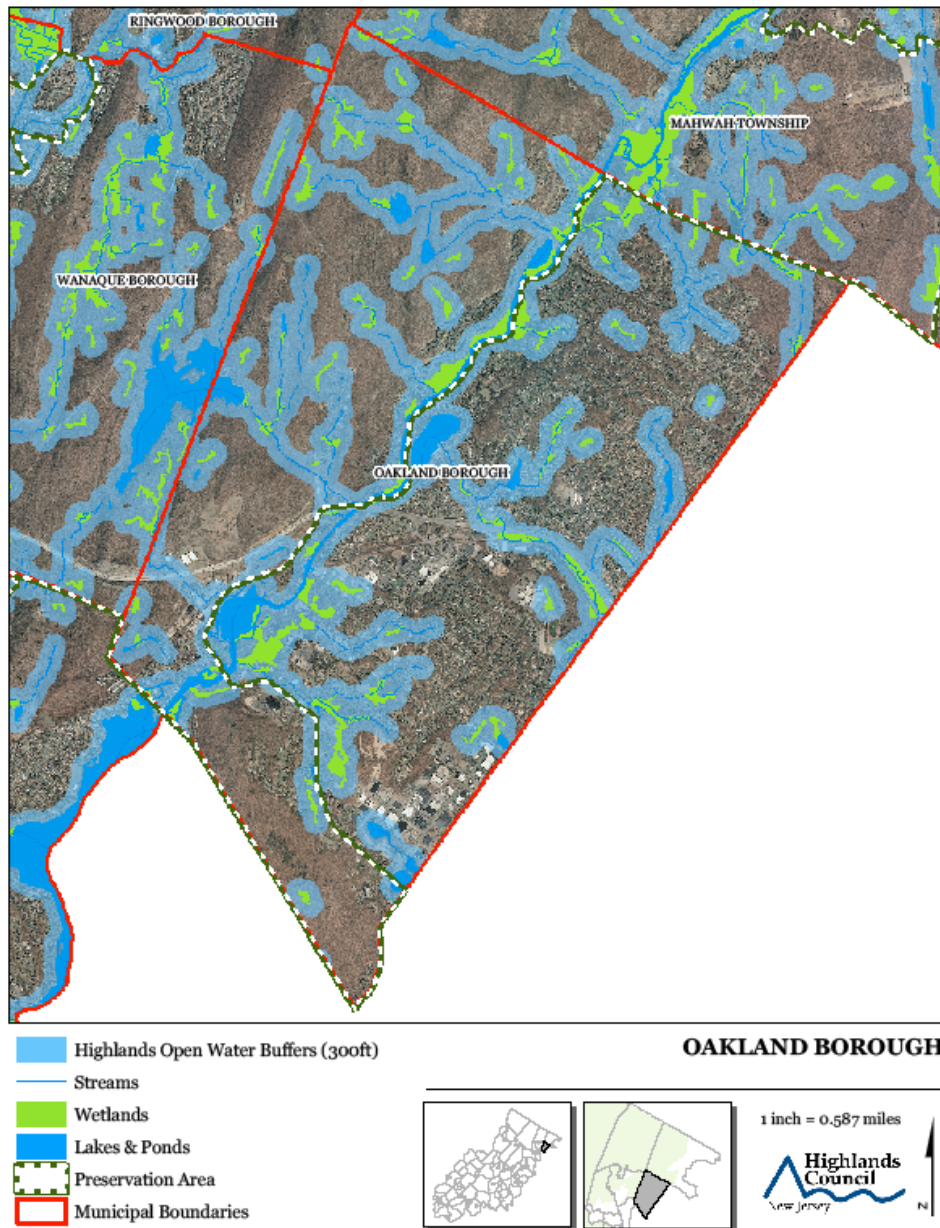 RINGWOOD BOROUGH
MAHWAH TOWNSHIP
WANAQUE BOROUGH
OAKLAND BOROUGH
Highlands Open Water Buffers (300ft)
Streams
Wetlands
Lakes & Ponds
Preservation Area
Municipal Boundaries
OAKLAND BOROUGH
1 inch = 0.587 miles
Highlands
Council
New Jersey
N